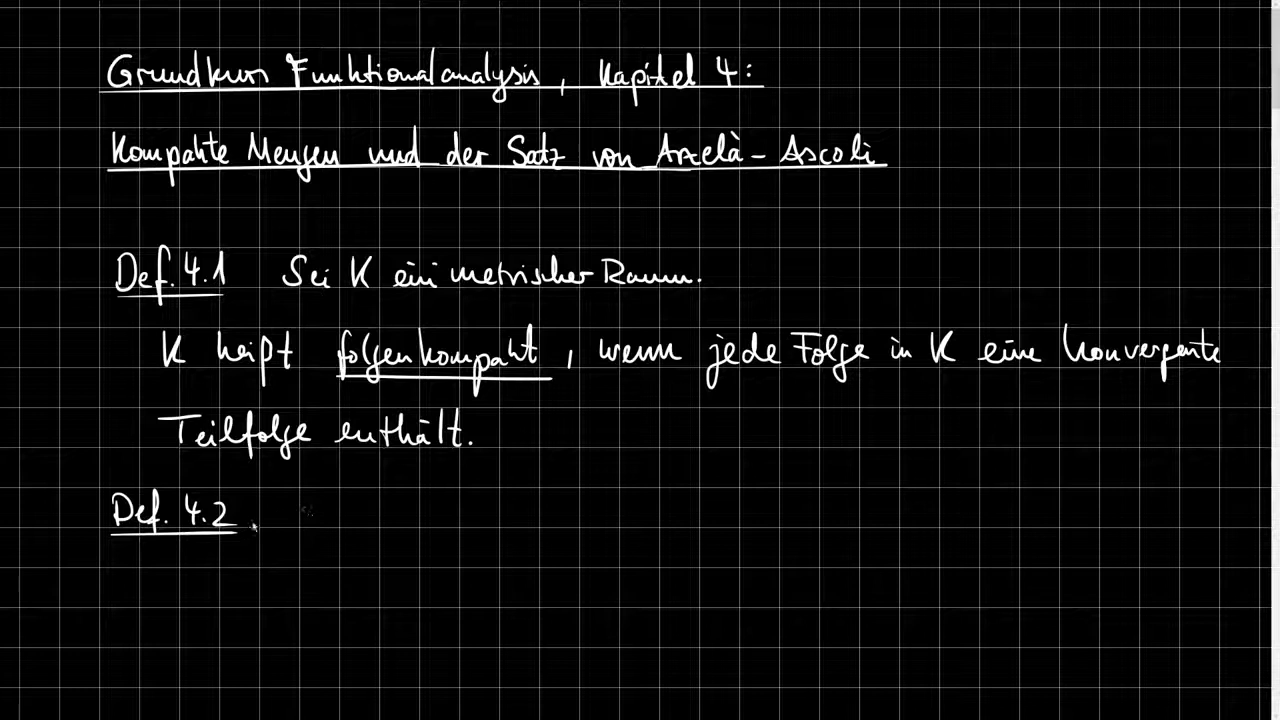 Grundkurs Funktionalanalysis, Kapitel 4:
Kompakte Mengen und der Satz von Arzelà-Ascoli
Def. 4.1 Sei K ein metrischer Raum.
K heißt folgenkompakt, wenn jede Folge in K eine konvergente
Teilfolge enthält.
Def. 4.2